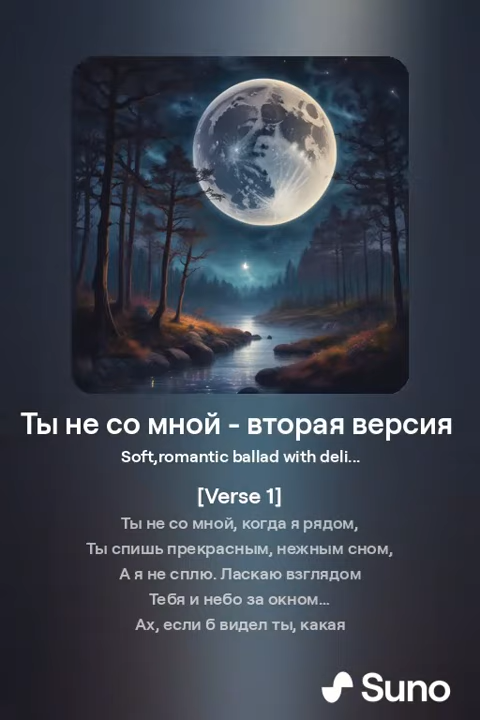 Ты не со мной - вторая версия
Soft,romantic ballad with deli...
[Verse 1]
Ты не со мной, когда я рядом,
Ты спишь прекрасным, нежным сном,
А я не сплю. Ласкаю взглядом
Тебя и небо за окном...
Ах, если б видел ты, какая
Suno